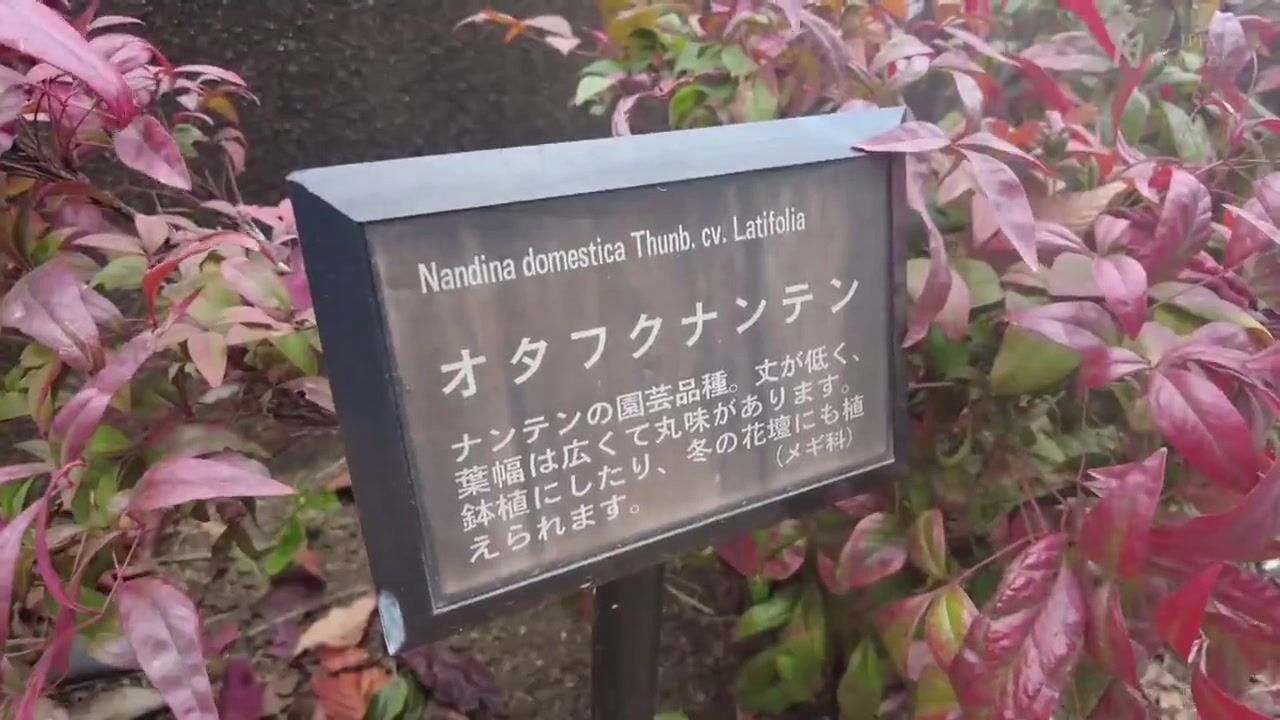 Nandina domestica Thunb. cv. Latifolia
オタフクナンテン
ナンテンの園芸品種。丈が低く、
葉幅は広くて丸味があります。
鉢植にしたり、冬の花壇にも植
えられます。
(メギ科)